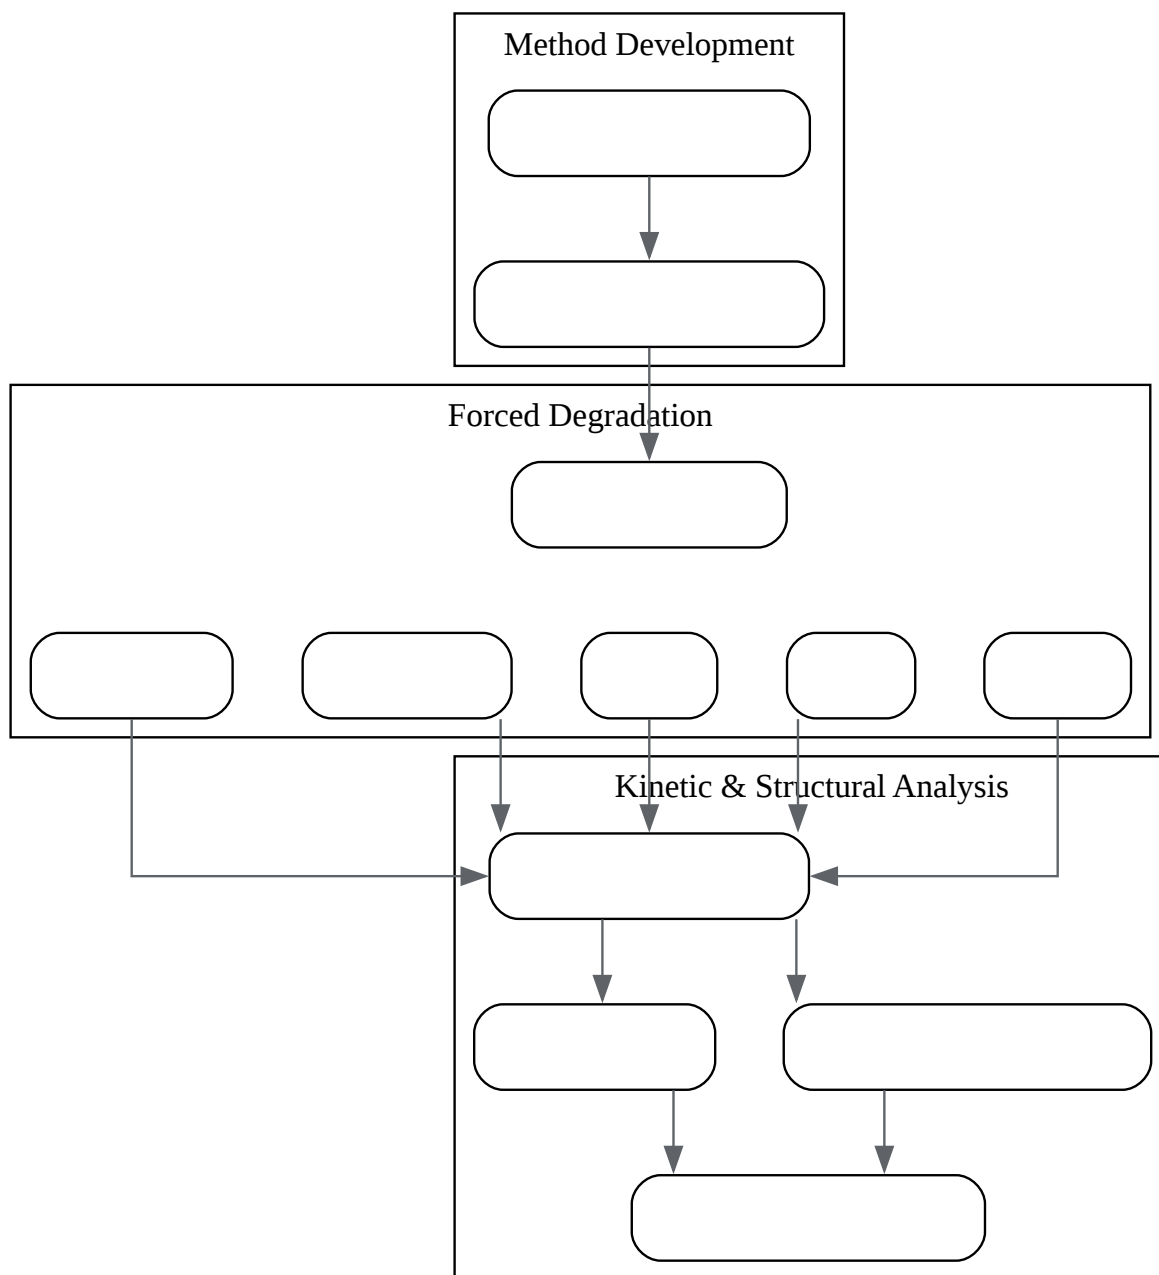 Method Development
Forced Degradation
Kinetic & Structural Analysis